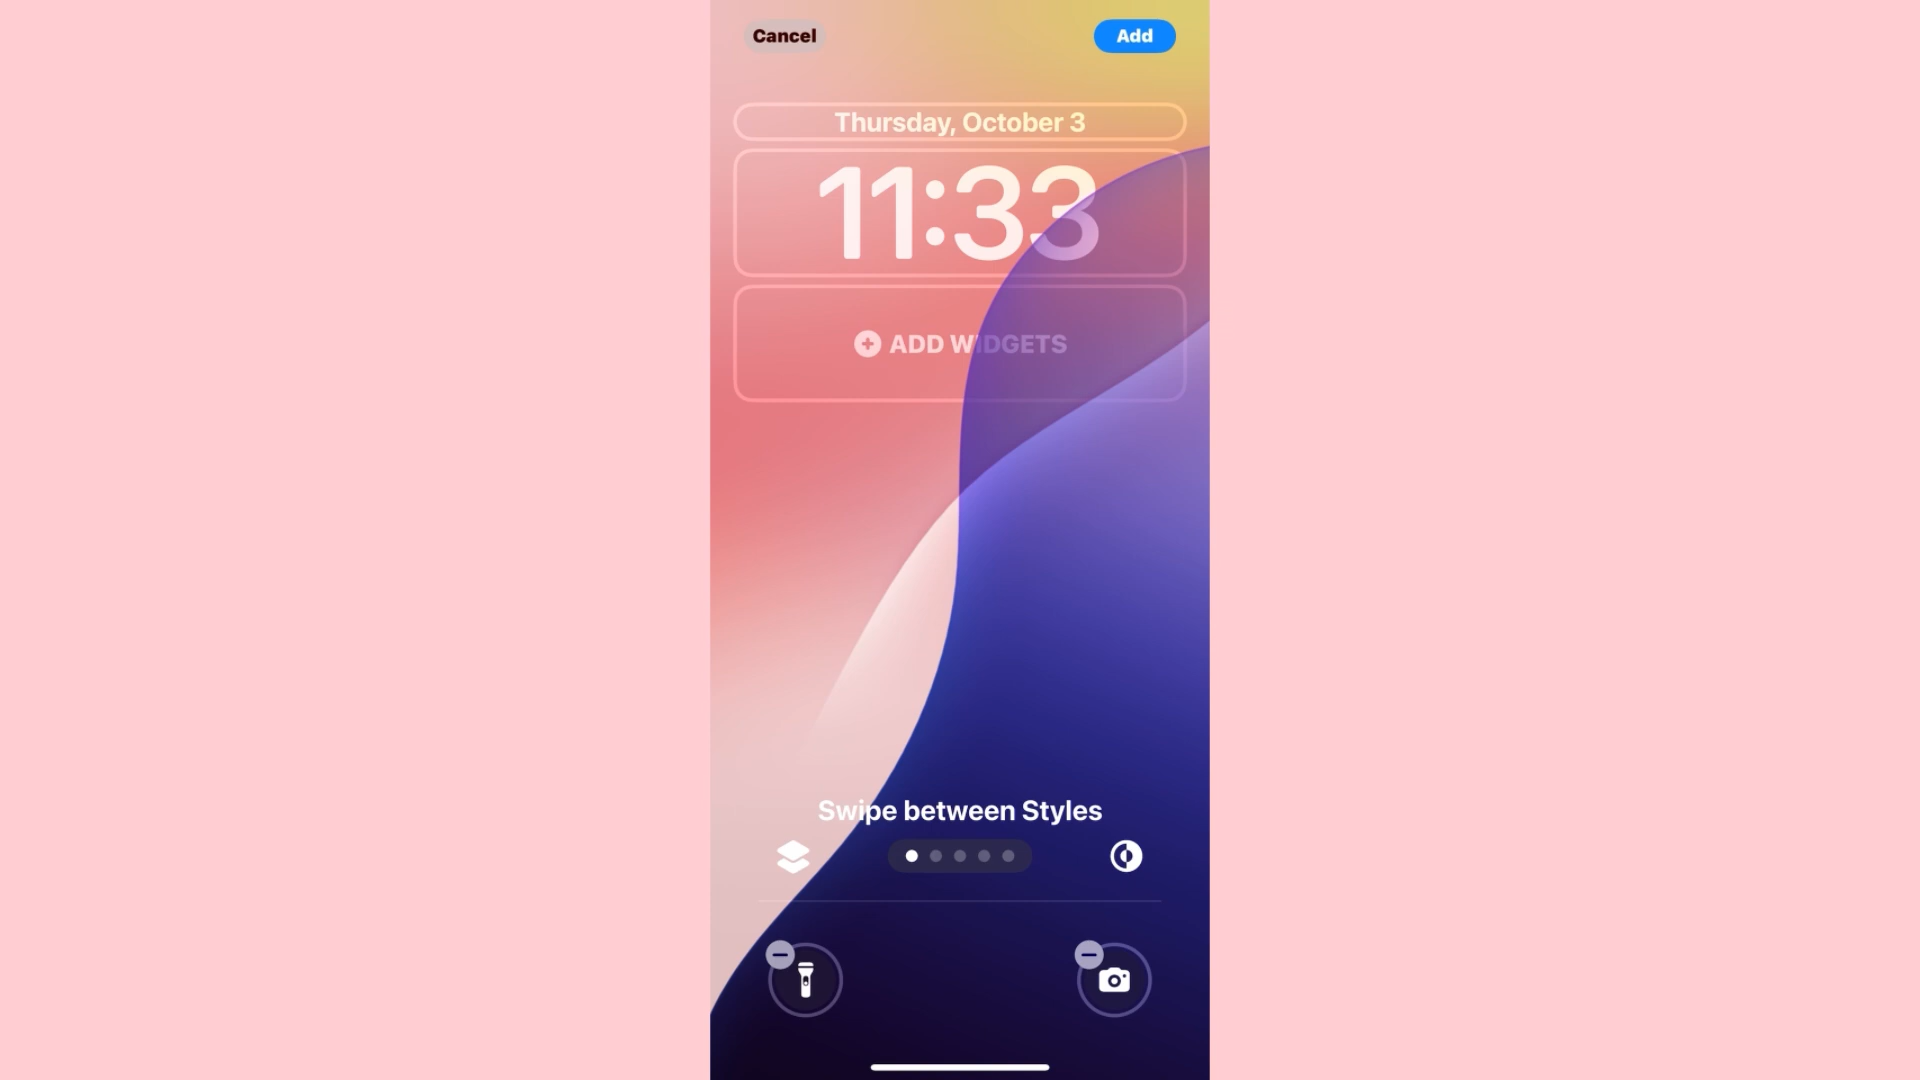 Cancel
Add
Thursday, October 3
11:33
ADD WIDGETS
Swipe between Styles